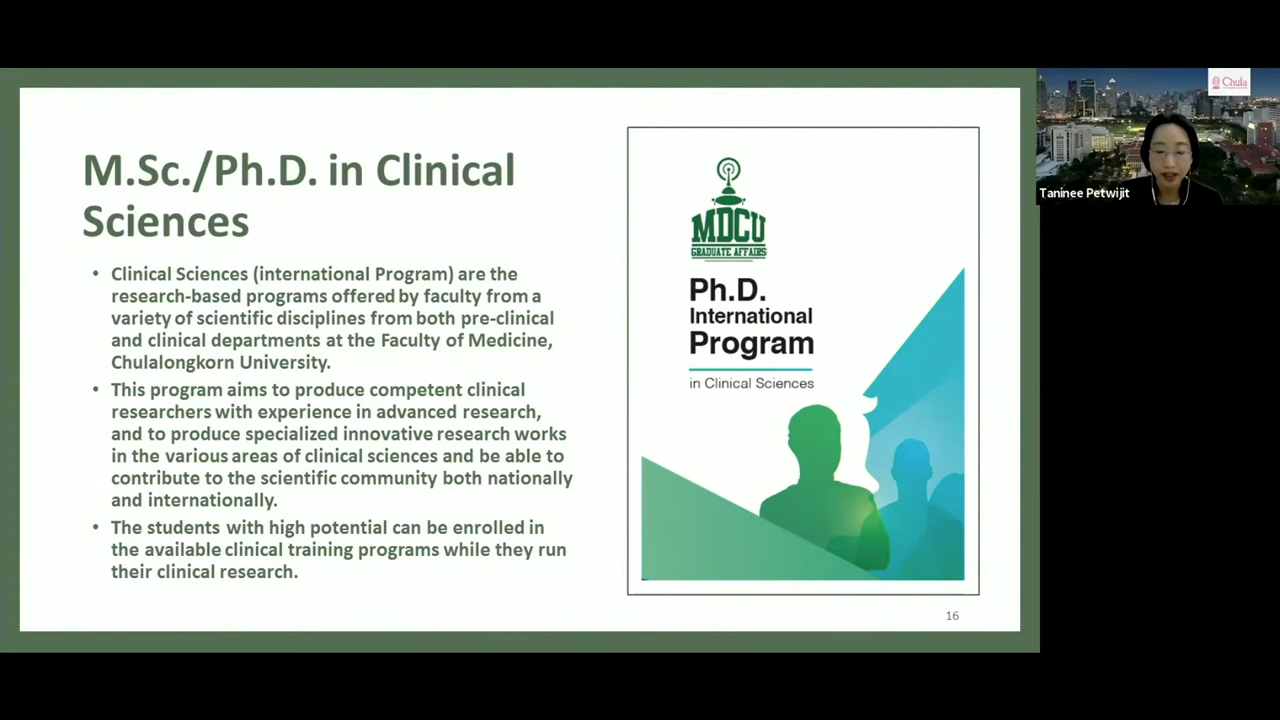 M.Sc./Ph.D. in Clinical
Sciences
• Clinical Sciences (international Program) are the
research-based programs offered by faculty from a
variety of scientific disciplines from both pre-clinical
and clinical departments at the Faculty of Medicine,
Chulalongkorn University.
• This program aims to produce competent clinical
researchers with experience in advanced research,
and to produce specialized innovative research works
in the various areas of clinical sciences and be able to
contribute to the scientific community both nationally
and internationally.
• The students with high potential can be enrolled in
the available clinical training programs while they run
their clinical research.
MDCU
GRADUATE AFFAIRS
Ph.D.
International
Program
in Clinical Sciences
16
Chula
Taninee Petwijit